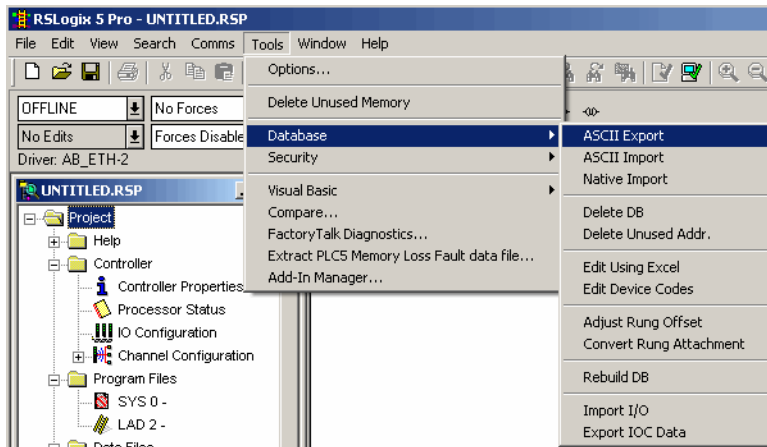 RSLogix 5 Pro - UNTITLED.RSP
File Edit View Search Comms Tools Window Help
OFFLINE No Forces
No Edits Forces Disable
Driver: AB_ETH-2
UNTITLED.RSP
Project
Help
Controller
Controller Properties
Processor Status
IO Configuration
Channel Configuration
Program Files
SYS 0 -
LAD 2 -
Data Files
Options...
Delete Unused Memory
Database
Security
Visual Basic
Compare...
FactoryTalk Diagnostics...
Extract PLC5 Memory Loss Fault data file...
Add-In Manager...
ASCII Export
ASCII Import
Native Import
Delete DB
Delete Unused Addr.
Edit Using Excel
Edit Device Codes
Adjust Rung Offset
Convert Rung Attachment
Rebuild DB
Import I/O
Export IOC Data